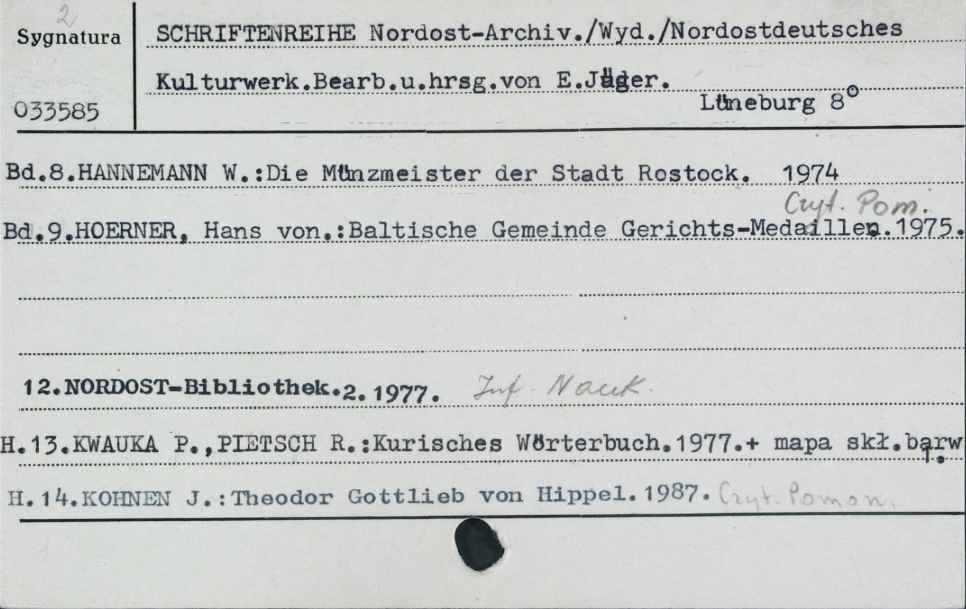 2
Sygnatura
033585
SCHRIFTENREIHE Nordost-Archiv./Wyd./Nordostdeutsches
Kulturwerk.Bearb.u.hrsg.von E.Jäger.
Lüneburg 8°
Bd.8.HANNEMANN W.:Die Münzmeister der Stadt Rostock. 1974
Czyt. Pom.
Bd.9.HOERNER, Hans von.:Baltische Gemeinde Gerichts-Medaillen.1975.
12.NORDOST-Bibliothek.2.1977. Inf. Nauk.
H.13.KWAUKA P.,PIETSCH R.:Kurisches Wörterbuch.1977.+ mapa skł.barw
1.
H.14.KOHNEN J.:Theodor Gottlieb von Hippel.1987. Czyt. Pomon.